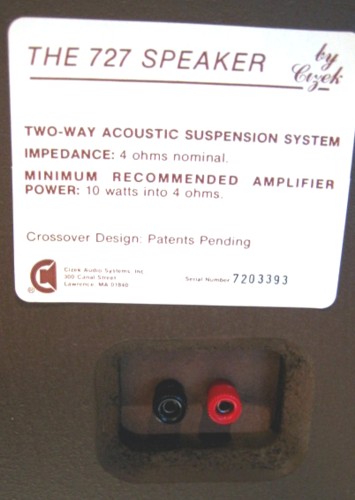 THE 727 SPEAKER
by Cizek
TWO-WAY ACOUSTIC SUSPENSION SYSTEM
IMPEDANCE: 4 ohms nominal.
MINIMUM RECOMMENDED AMPLIFIER
POWER: 10 watts into 4 ohms.
Crossover Design: Patents Pending
Cizek Audio Systems, Inc
300 Canal Street
Lawrence, MA 01840
Serial Number 7203393
®